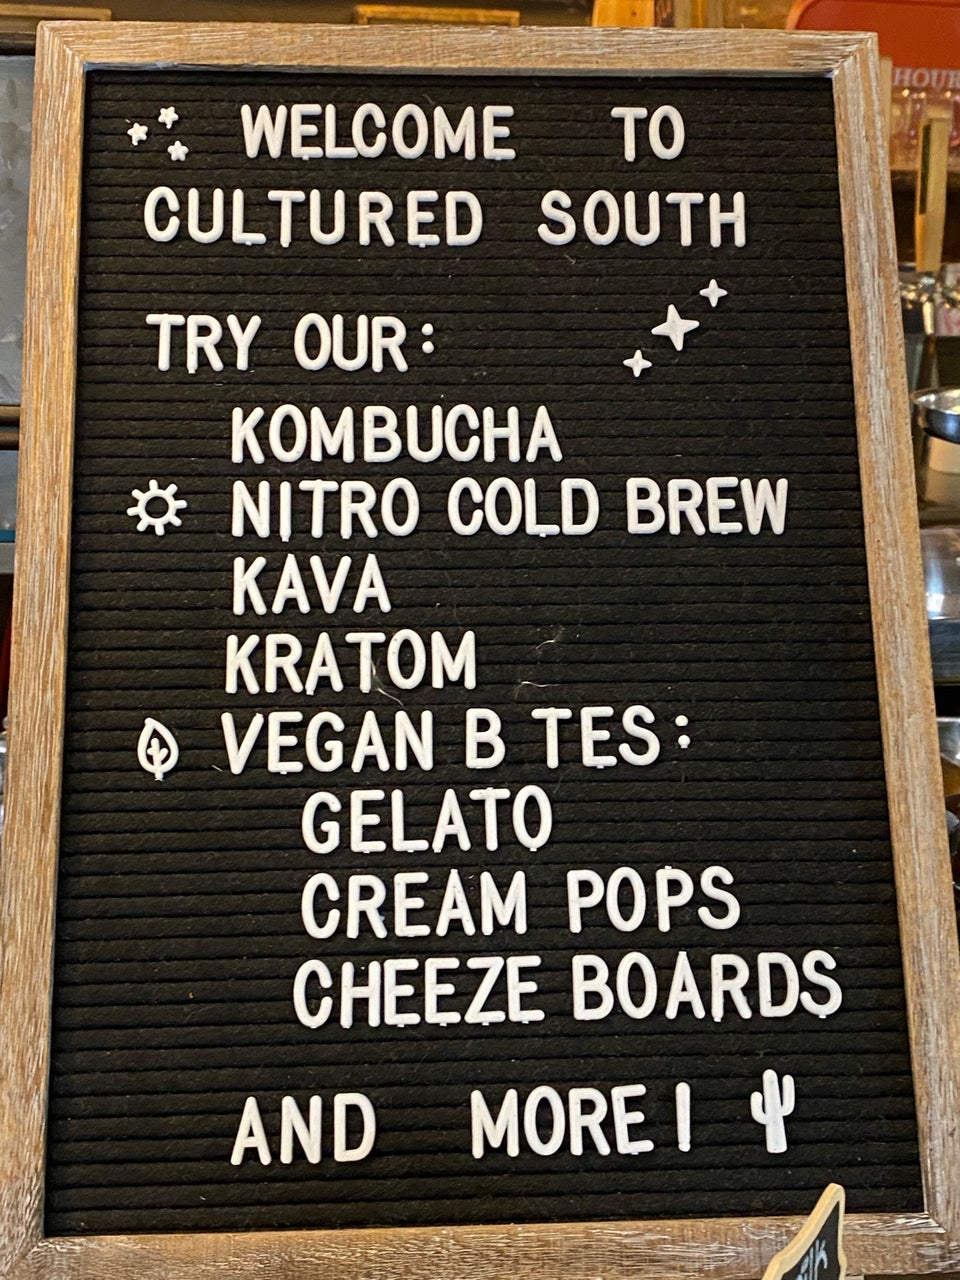 HOUR
WELCOME TO
CULTURED SOUTH
TRY OUR:
KOMBUCHA
NITRO COLD BREW
KAVA
KRATOM
VEGAN B TES:
GELATO
CREAM POPS
CHEEZE BOARDS
AND MORE I